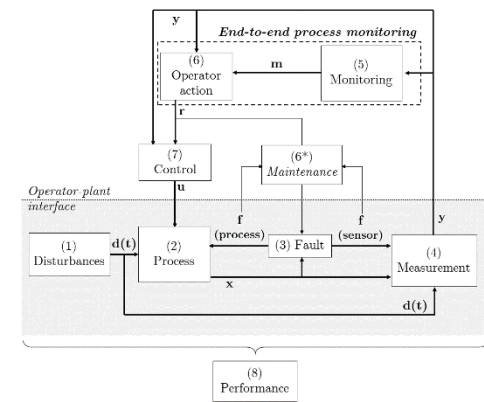 y
End-to-end process monitoring
(6)
Operator
action
m
(5)
Monitoring
r
(7)
Control
(6*)
Maintenance
Operator-plant
interface
u
f
f
y
(process)
(sensor)
(1)
Disturbances
d(t)
(2)
Process
(3) Fault
(4)
Measurement
x
d(t)
(8)
Performance